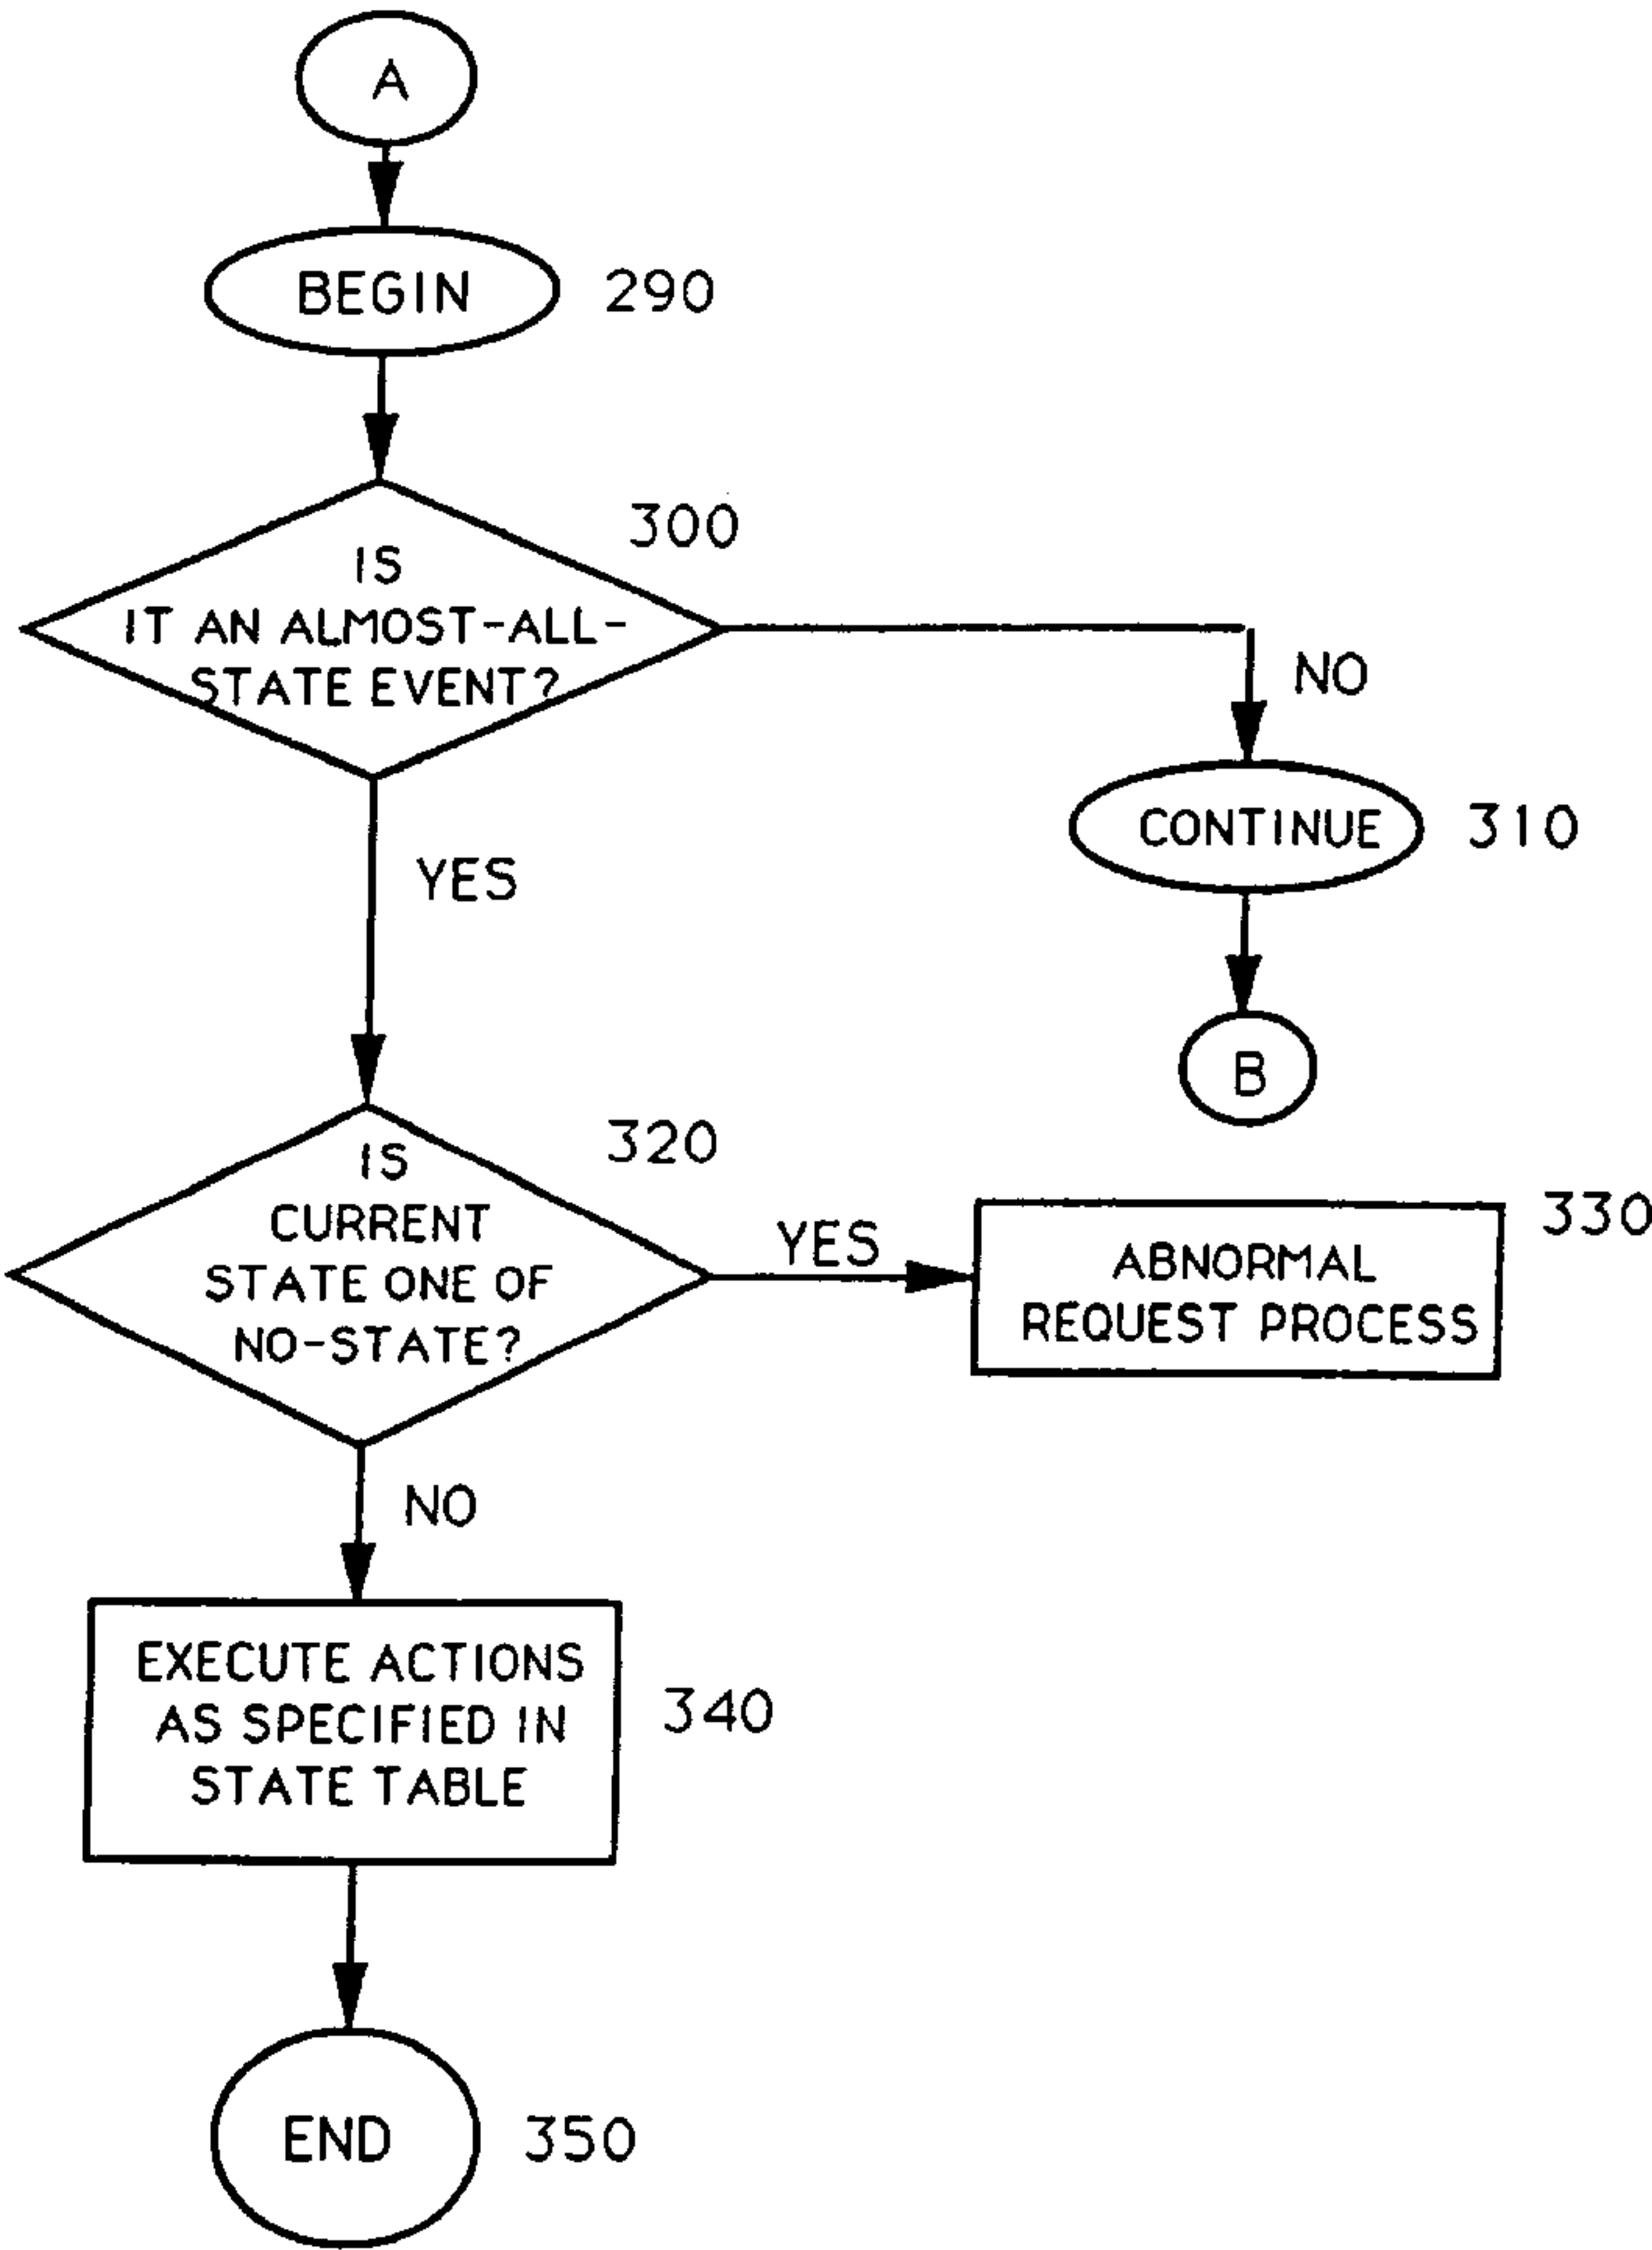 A
BEGIN 290
300
IS
IT AN ALMOST-ALL-
STATE EVENT?
NO
CONTINUE 310
YES
B
320
IS
CURRENT
STATE ONE OF
NO-STATE?
YES
330
ABNORMAL
REQUEST PROCESS
NO
EXECUTE ACTIONS
AS SPECIFIED IN
STATE TABLE
340
END 350